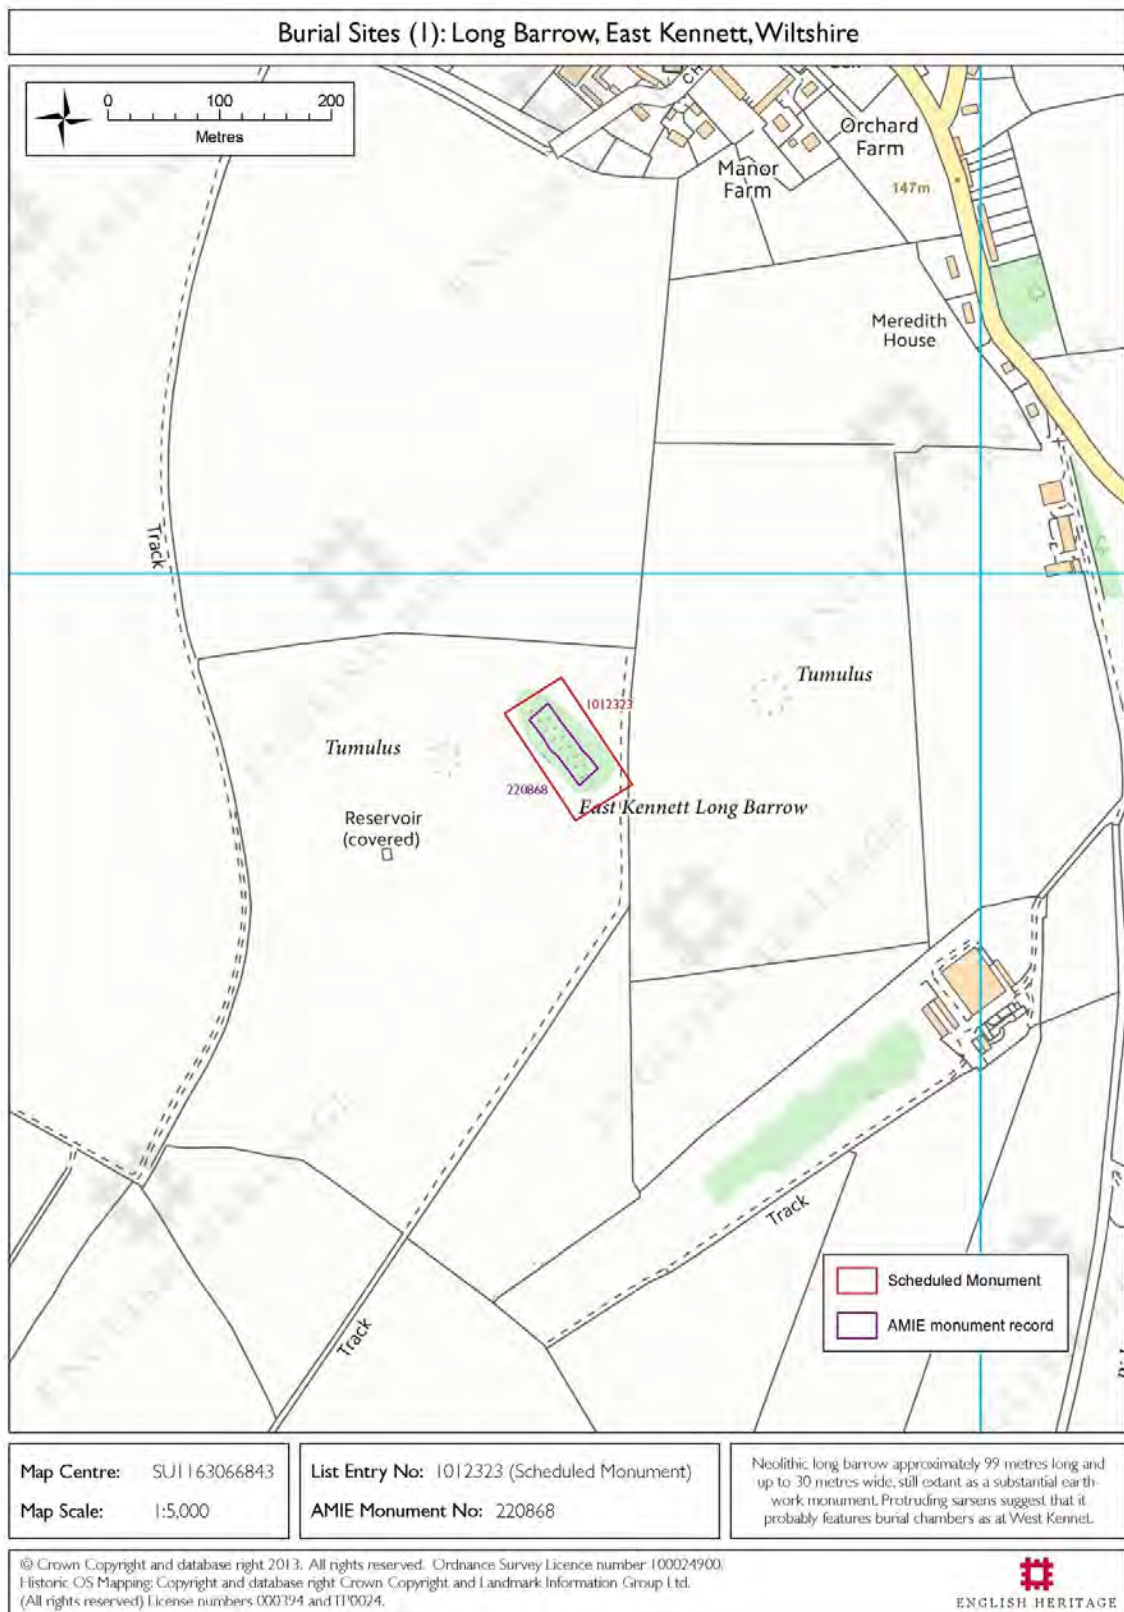 Burial Sites (1): Long Barrow, East Kennett, Wiltshire
0 100 200
Metres
CH
Orchard
Farm
Manor
Farm
147m
Meredith
House
Track
Tumulus
1012323
Tumulus
220868
East Kennett Long Barrow
Reservoir
(covered)
Track
Track
Scheduled Monument
AMIE monument record
Map Centre: SU1163066843
Map Scale: 1:5,000
List Entry No: 1012323 (Scheduled Monument)
AMIE Monument No: 220868
Neolithic long barrow approximately 99 metres long and
up to 30 metres wide, still extant as a substantial earth-
work monument. Protruding sarsens suggest that it
probably features burial chambers as at West Kennet.
© Crown Copyright and database right 2013. All rights reserved. Ordnance Survey Licence number 100024900.
Historic OS Mapping: Copyright and database right Crown Copyright and Landmark Information Group Ltd.
(All rights reserved) License numbers 000394 and TP0024.
ENGLISH HERITAGE